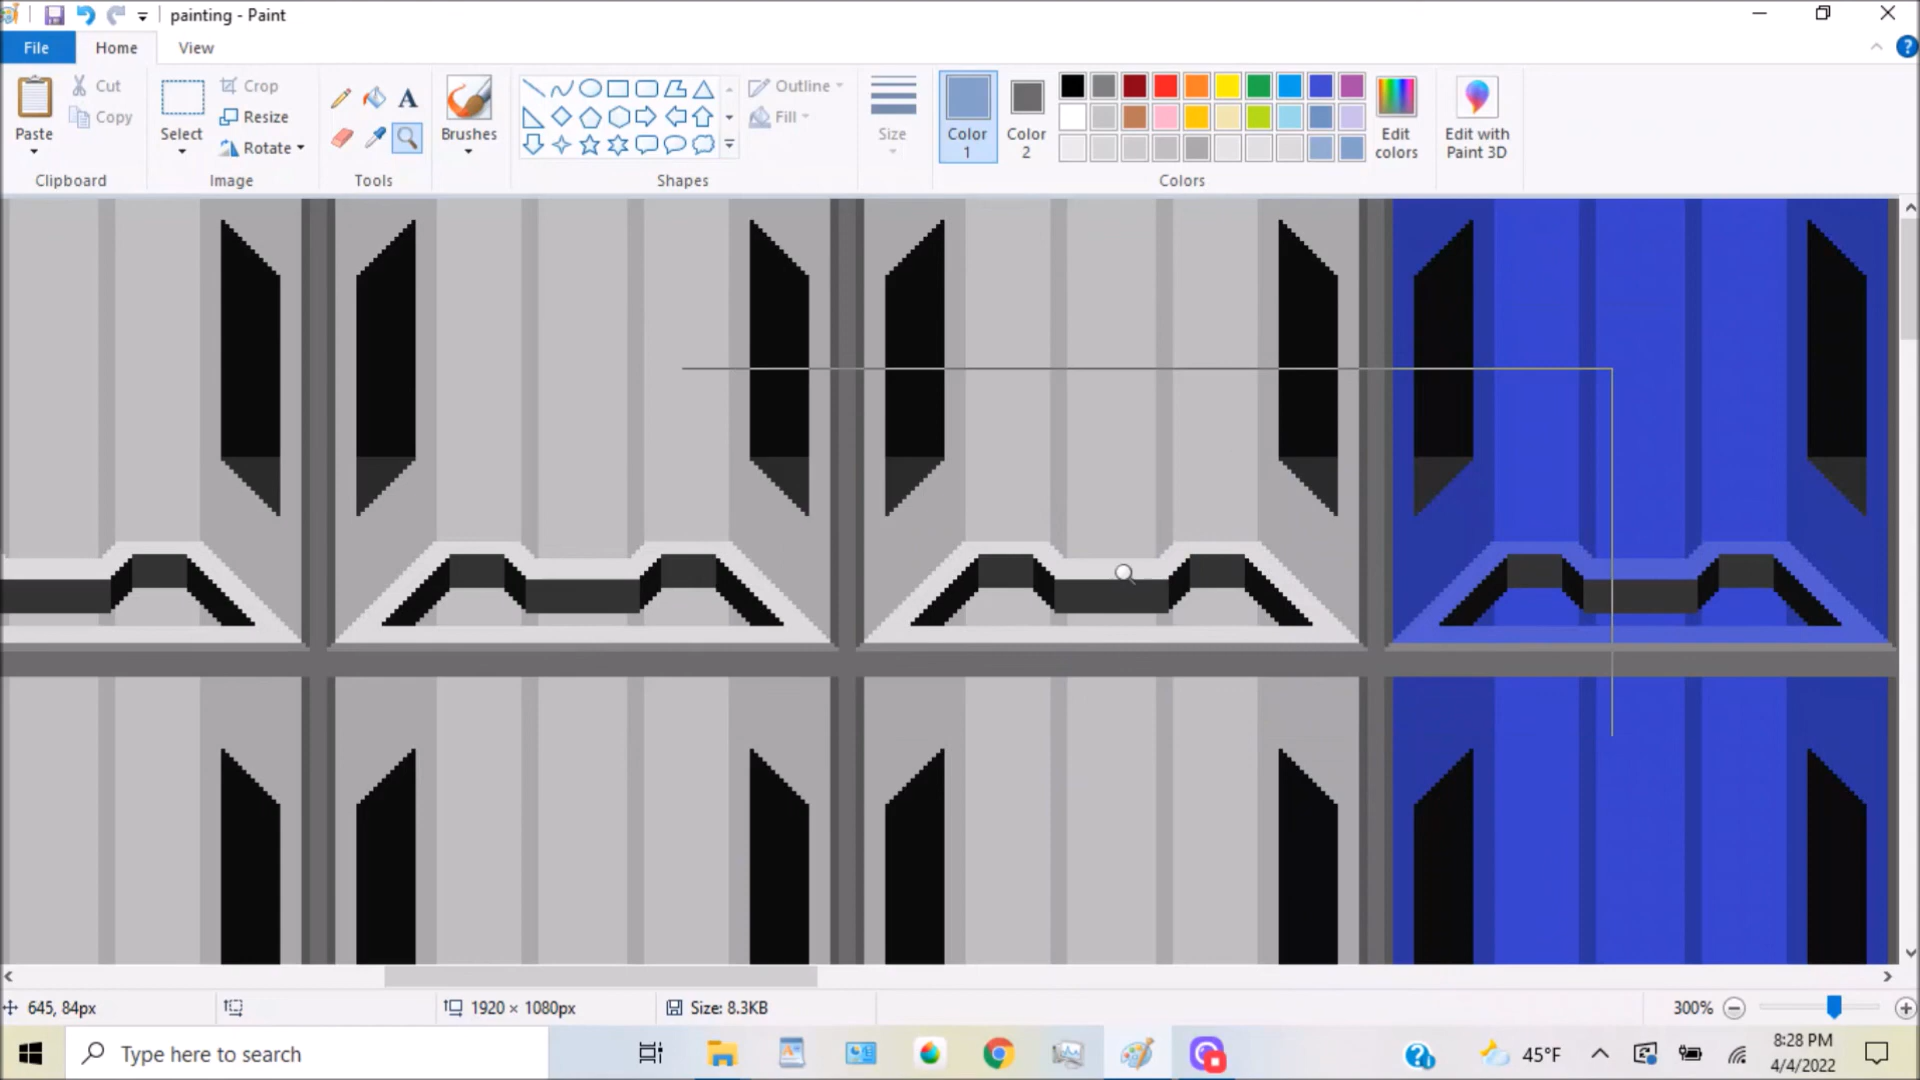 painting - Paint
File Home View
Paste Cut Copy Clipboard
Select Crop Resize Rotate Image
A
Tools
Brushes
Shapes
Outline Fill
Size
Color 1
Color 2
Edit colors
Colors
Edit with Paint 3D
?
645, 84px
1920 × 1080px
Size: 8.3KB
300%
Type here to search
?
45°F
8:28 PM
4/4/2022